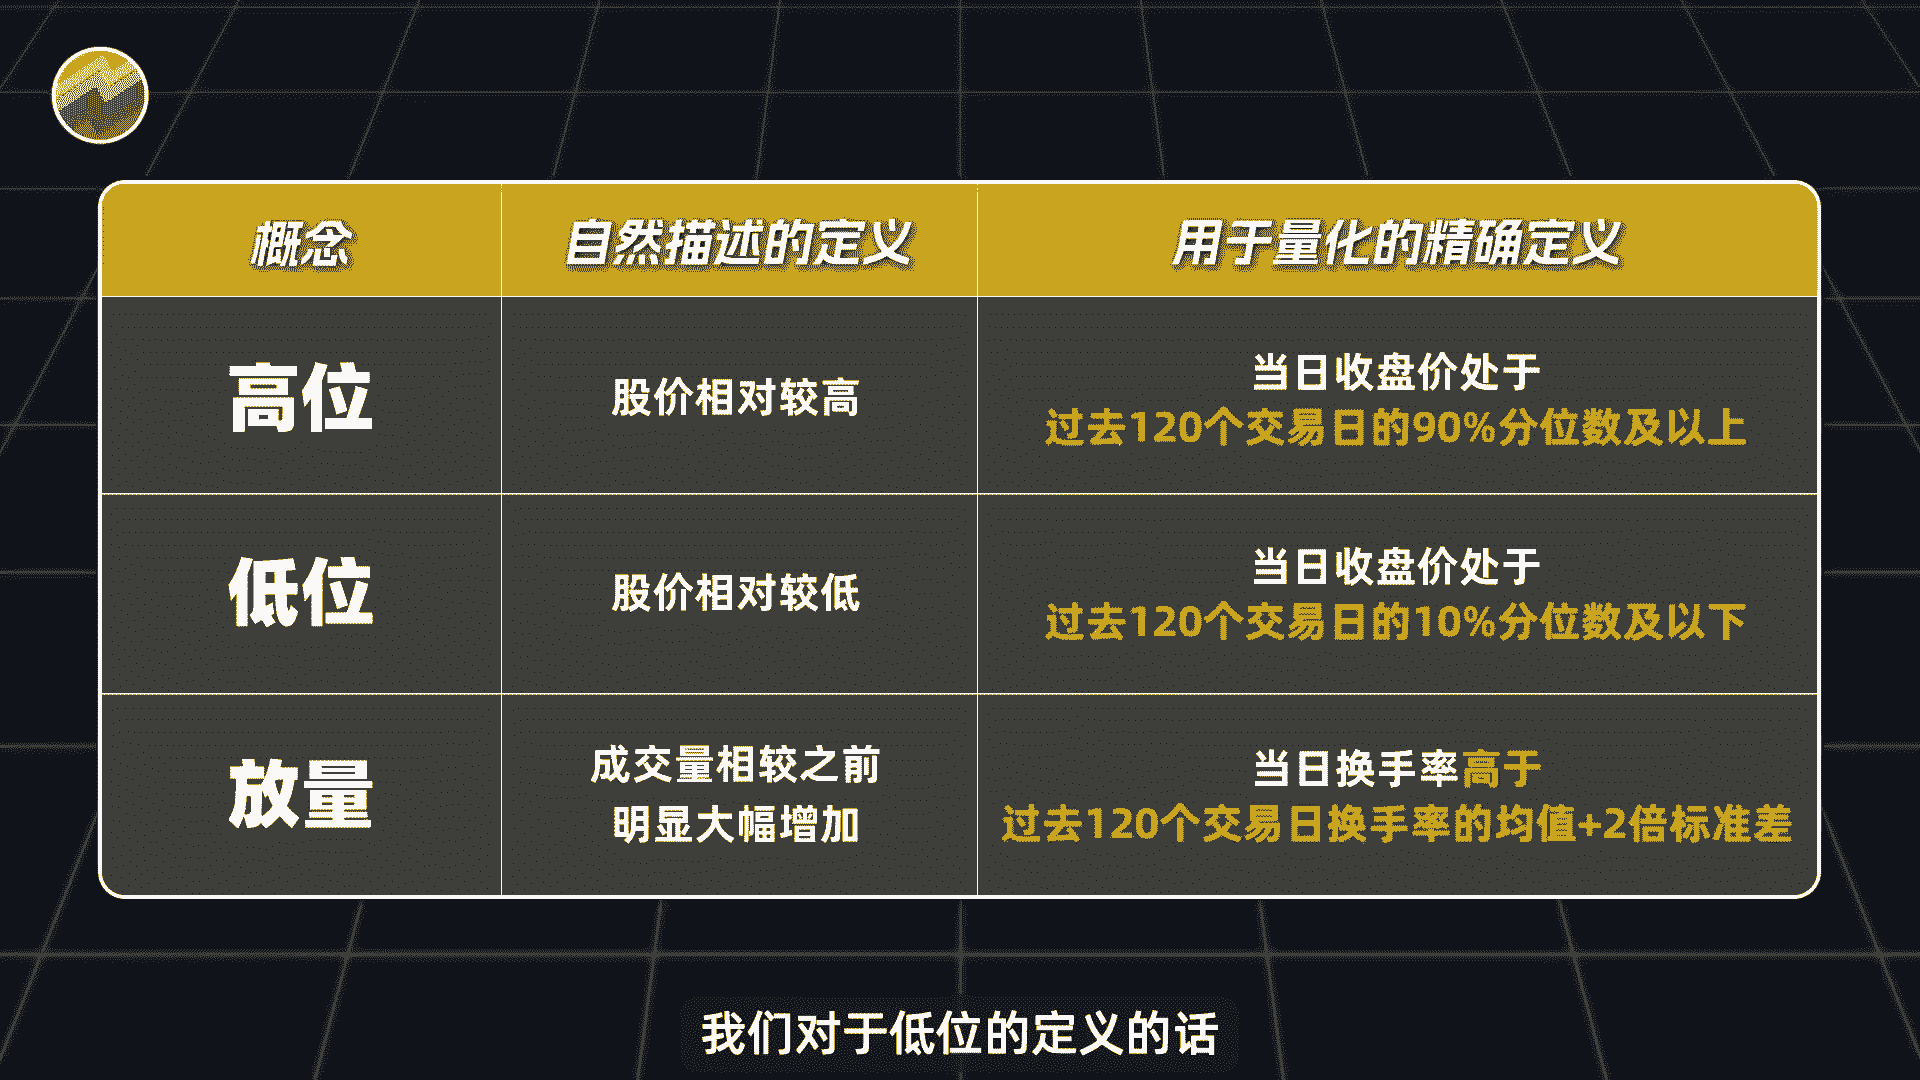 概念
自然描述的定义
用于量化的精确定义
高位
股价相对较高
当日收盘价处于
过去120个交易日的90%分位数及以上
低位
股价相对较低
当日收盘价处于
过去120个交易日的10%分位数及以下
放量
成交量相较之前
明显大幅增加
当日换手率高于
过去120个交易日换手率的均值+2倍标准差
我们对于低位的定义的话